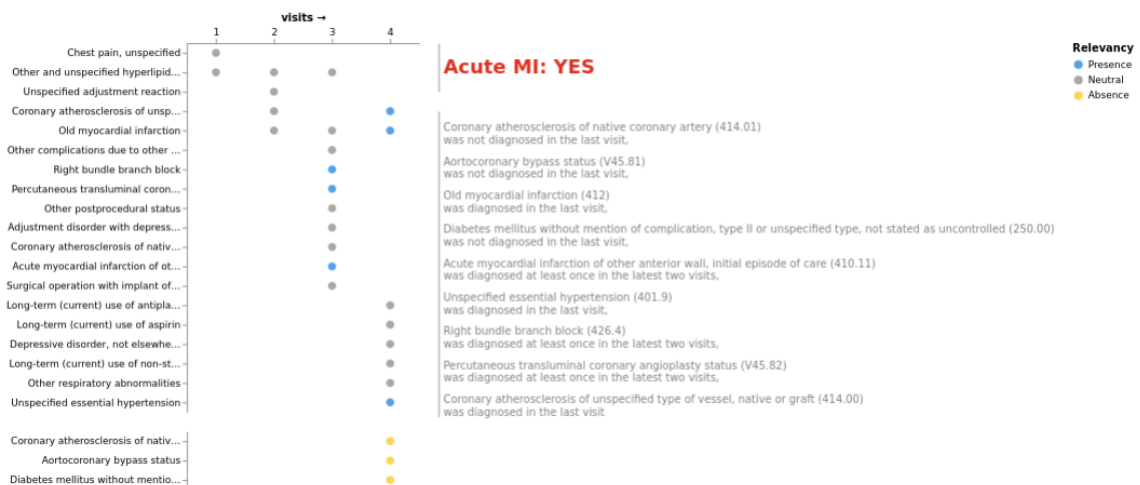 visits →
1 2 3 4
Chest pain, unspecified
Other and unspecified hyperlipid...
Unspecified adjustment reaction
Coronary atherosclerosis of unsp...
Old myocardial infarction
Other complications due to other ...
Right bundle branch block
Percutaneous transluminal coron...
Other postprocedural status
Adjustment disorder with depress...
Coronary atherosclerosis of nativ...
Acute myocardial infarction of ot...
Surgical operation with implant of...
Long-term (current) use of antipla...
Long-term (current) use of aspirin
Depressive disorder, not elsewhe...
Long-term (current) use of non-st...
Other respiratory abnormalities
Unspecified essential hypertension
Coronary atherosclerosis of nativ...
Aortocoronary bypass status
Diabetes mellitus without mentio...
Acute MI: YES
Coronary atherosclerosis of native coronary artery (414.01)
was not diagnosed in the last visit,
Aortocoronary bypass status (V45.81)
was not diagnosed in the last visit,
Old myocardial infarction (412)
was diagnosed in the last visit,
Diabetes mellitus without mention of complication, type II or unspecified type, not stated as uncontrolled (250.00)
was not diagnosed in the last visit,
Acute myocardial infarction of other anterior wall, initial episode of care (410.11)
was diagnosed at least once in the latest two visits,
Unspecified essential hypertension (401.9)
was diagnosed in the last visit,
Right bundle branch block (426.4)
was diagnosed at least once in the latest two visits,
Percutaneous transluminal coronary angioplasty status (V45.82)
was diagnosed at least once in the latest two visits,
Coronary atherosclerosis of unspecified type of vessel, native or graft (414.00)
was diagnosed in the last visit
Relevancy
Presence
Neutral
Absence